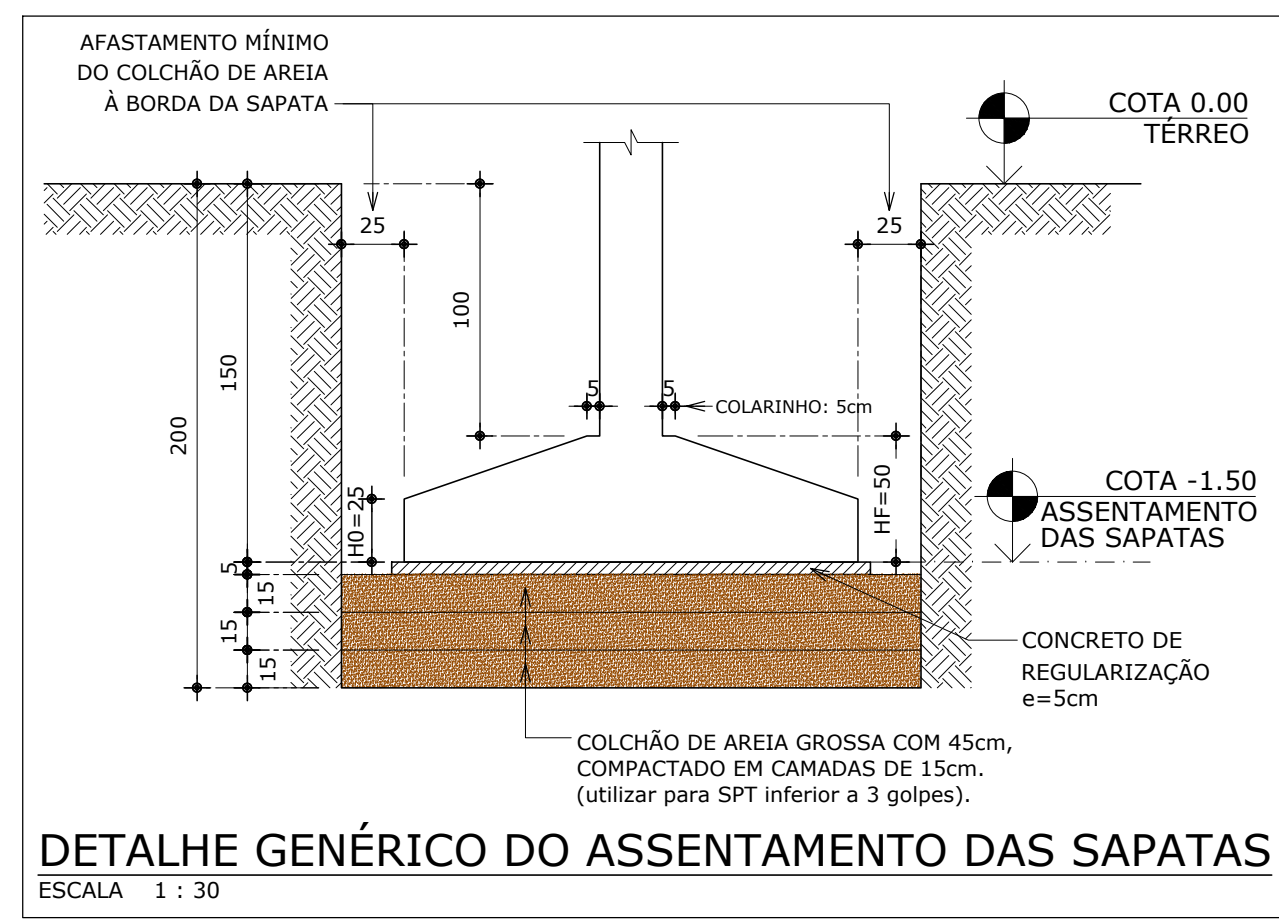 AFASTAMENTO MÍNIMO
DO COLCHÃO DE AREIA
À BORDA DA SAPATA
COTA 0.00
TÉRREO
25
25
100
150
200
5
5
COLARINHO: 5cm
H0=25
HF=50
COTA -1.50
ASSENTAMENTO
DAS SAPATAS
5
15
15
15
CONCRETO DE
REGULARIZAÇÃO
e=5cm
COLCHÃO DE AREIA GROSSA COM 45cm,
COMPACTADO EM CAMADAS DE 15cm.
(utilizar para SPT inferior a 3 golpes).
DETALHE GENÉRICO DO ASSENTAMENTO DAS SAPATAS
ESCALA 1 : 30